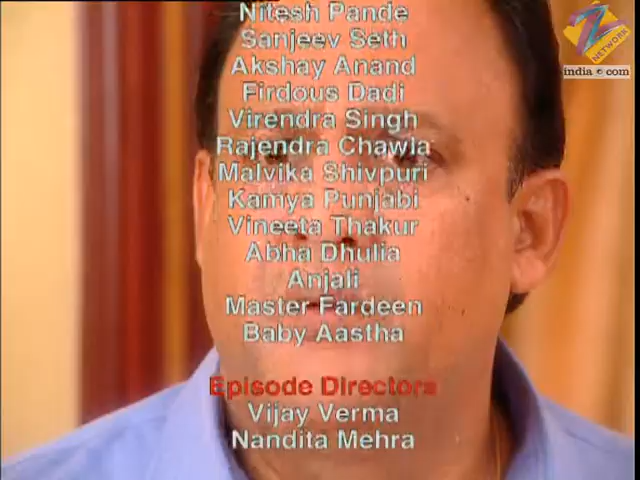 Nitesh Pande
Sanjeev Seth
Akshay Anand
Firdous Dadi
Virendra Singh
Rajendra Chawla
Malvika Shivpuri
Kamya Punjabi
Vineeta Thakur
Abha Dhulia
Anjali
Master Fardeen
Baby Aastha
Episode Directors
Vijay Verma
Nandita Mehra
Z
NETWORK
india.com